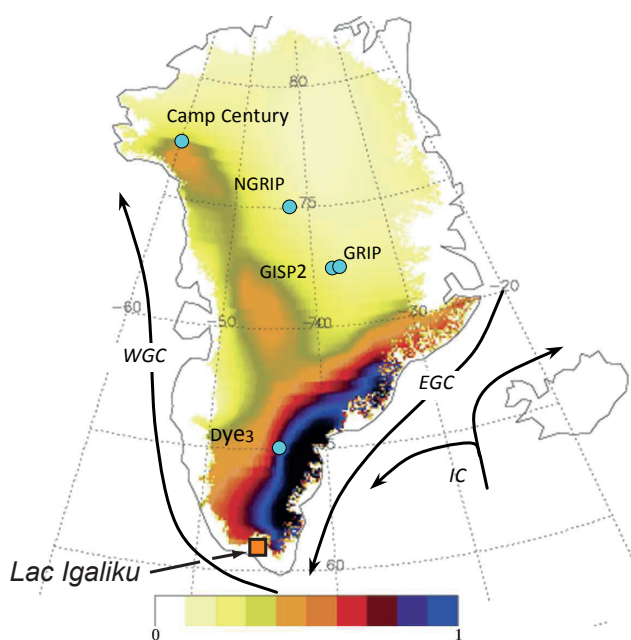 80
Camp Century
NGRIP
75
GRIP
GISP2
-20
-60
-50
-40
-30
WGC
EGC
Dye3
IC
Lac Igaliku
60
0
1